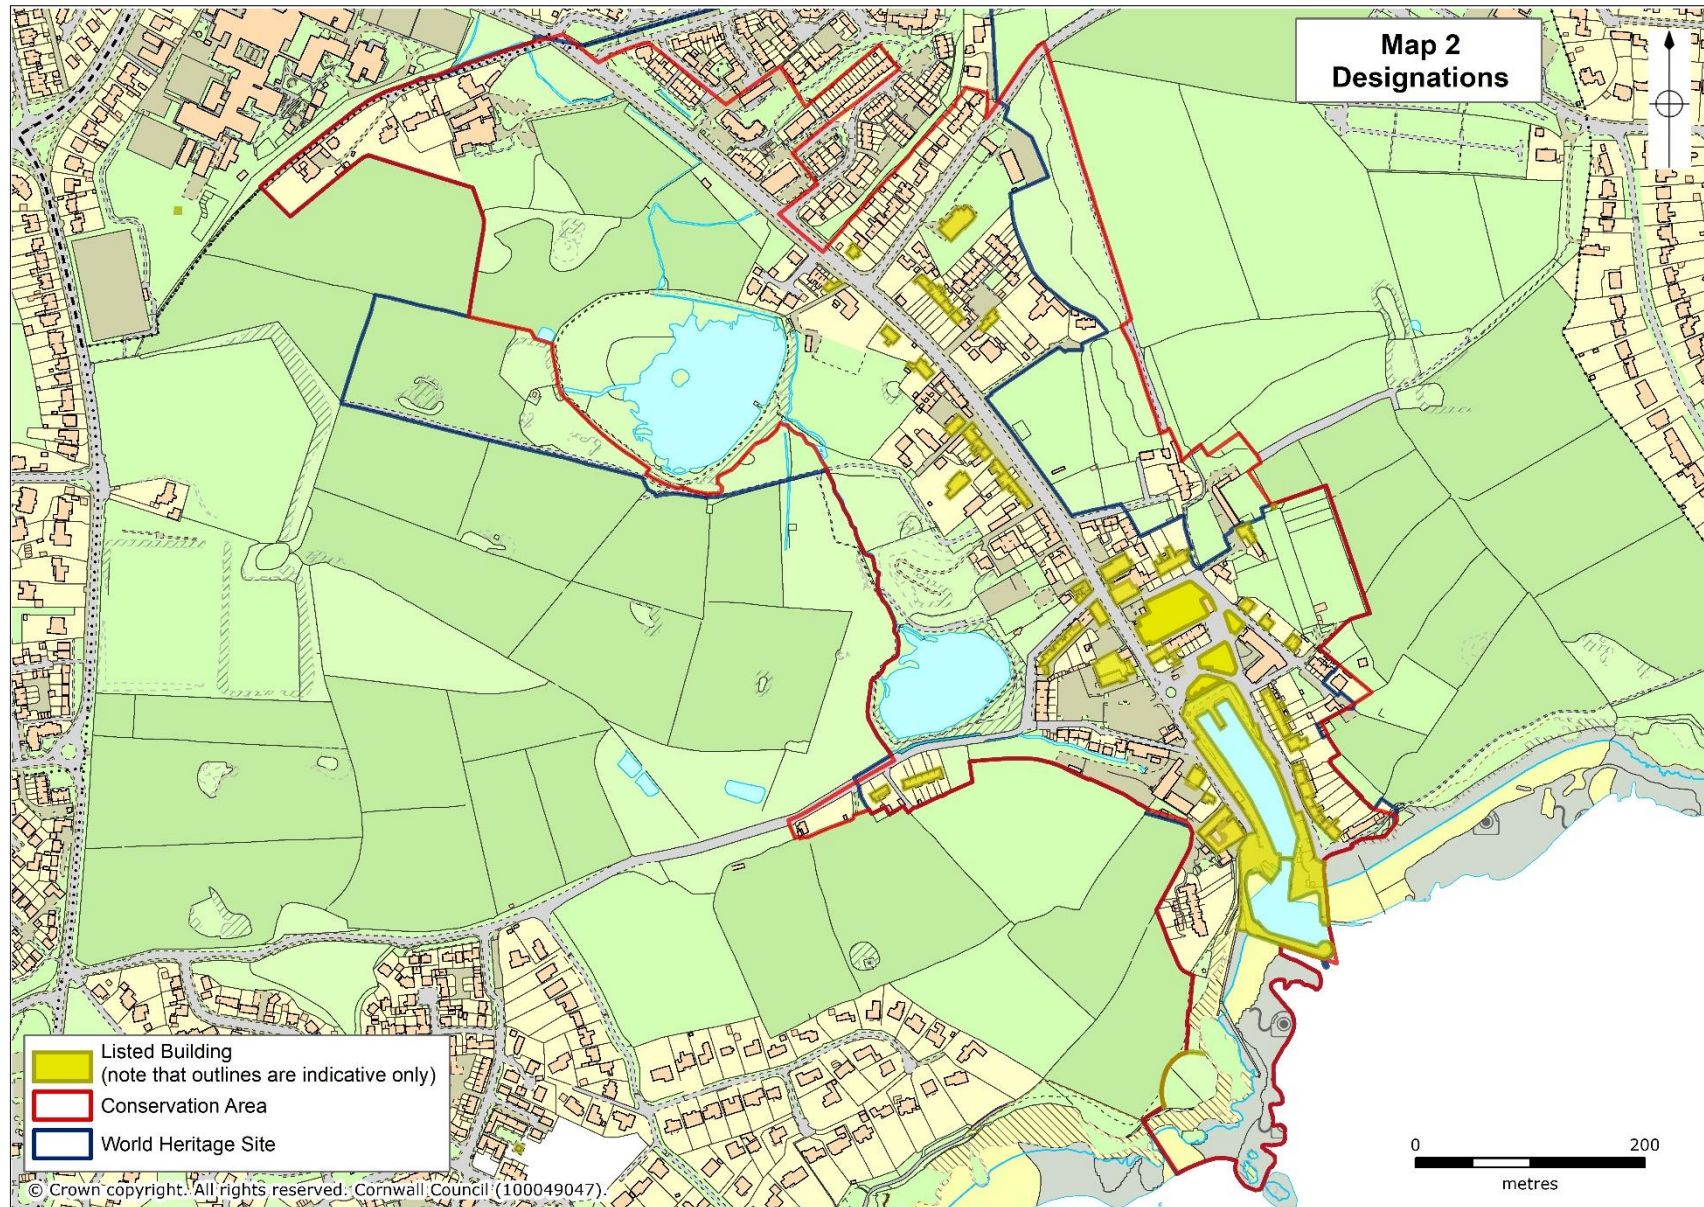 Map 2
Designations
Listed Building
(note that outlines are indicative only)
Conservation Area
World Heritage Site
© Crown copyright. All rights reserved. Cornwall Council (100049047).
0 200
metres